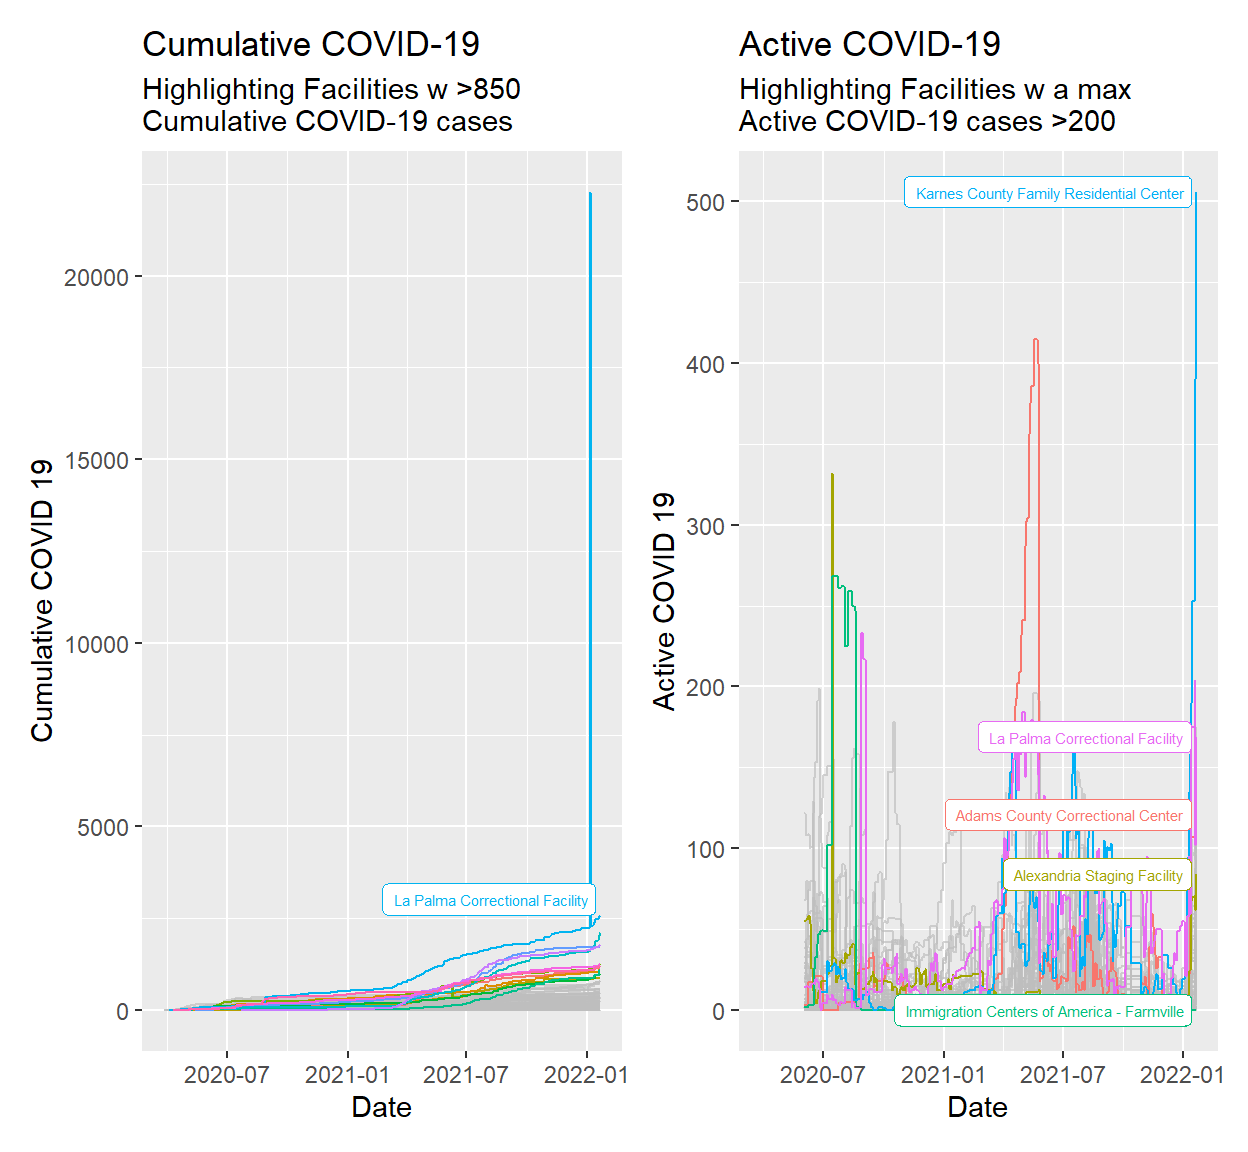 Cumulative COVID-19
Highlighting Facilities w >850
Cumulative COVID-19 cases
Cumulative COVID 19
20000
15000
10000
5000
0
La Palma Correctional Facility
2020-07
2021-01
2021-07
2022-01
Date
Active COVID-19
Highlighting Facilities w a max
Active COVID-19 cases >200
Active COVID 19
500
400
300
200
100
0
Karnes County Family Residential Center
La Palma Correctional Facility
Adams County Correctional Center
Alexandria Staging Facility
Immigration Centers of America - Farmville
2020-07
2021-01
2021-07
2022-01
Date